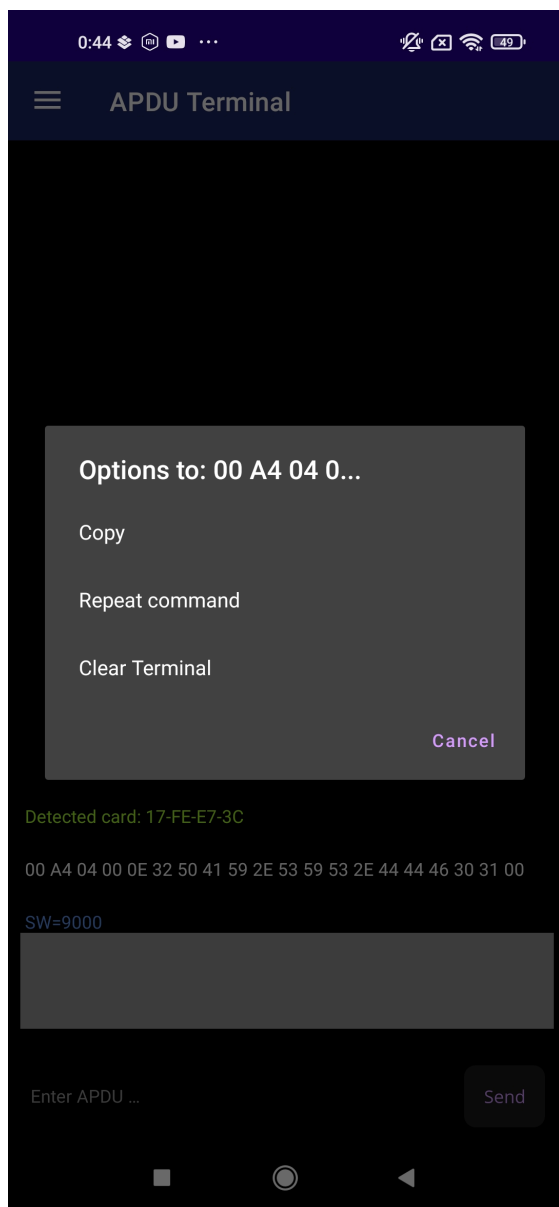 0:44 ... 49
APDU Terminal
Options to: 00 A4 04 0...
Copy
Repeat command
Clear Terminal
Cancel
Detected card: 17-FE-E7-3C
00 A4 04 00 0E 32 50 41 59 2E 53 59 53 2E 44 44 46 30 31 00
SW=9000
Enter APDU ...
Send